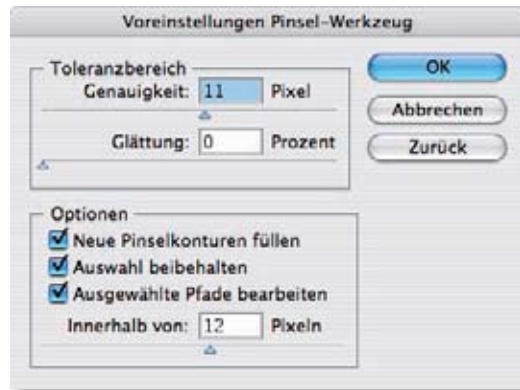 Voreinstellungen Pinsel-Werkzeug
Toleranzbereich
Genauigkeit: 11 Pixel
Glättung: 0 Prozent
OK
Abbrechen
Zurück
Optionen
Neue Pinselkonturen füllen
Auswahl beibehalten
Ausgewählte Pfade bearbeiten
Innerhalb von: 12 Pixeln